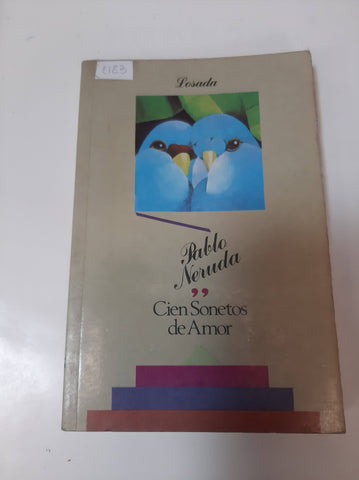 6183
Losada
Pablo
Neruda
Cien Sonetos
de Amor